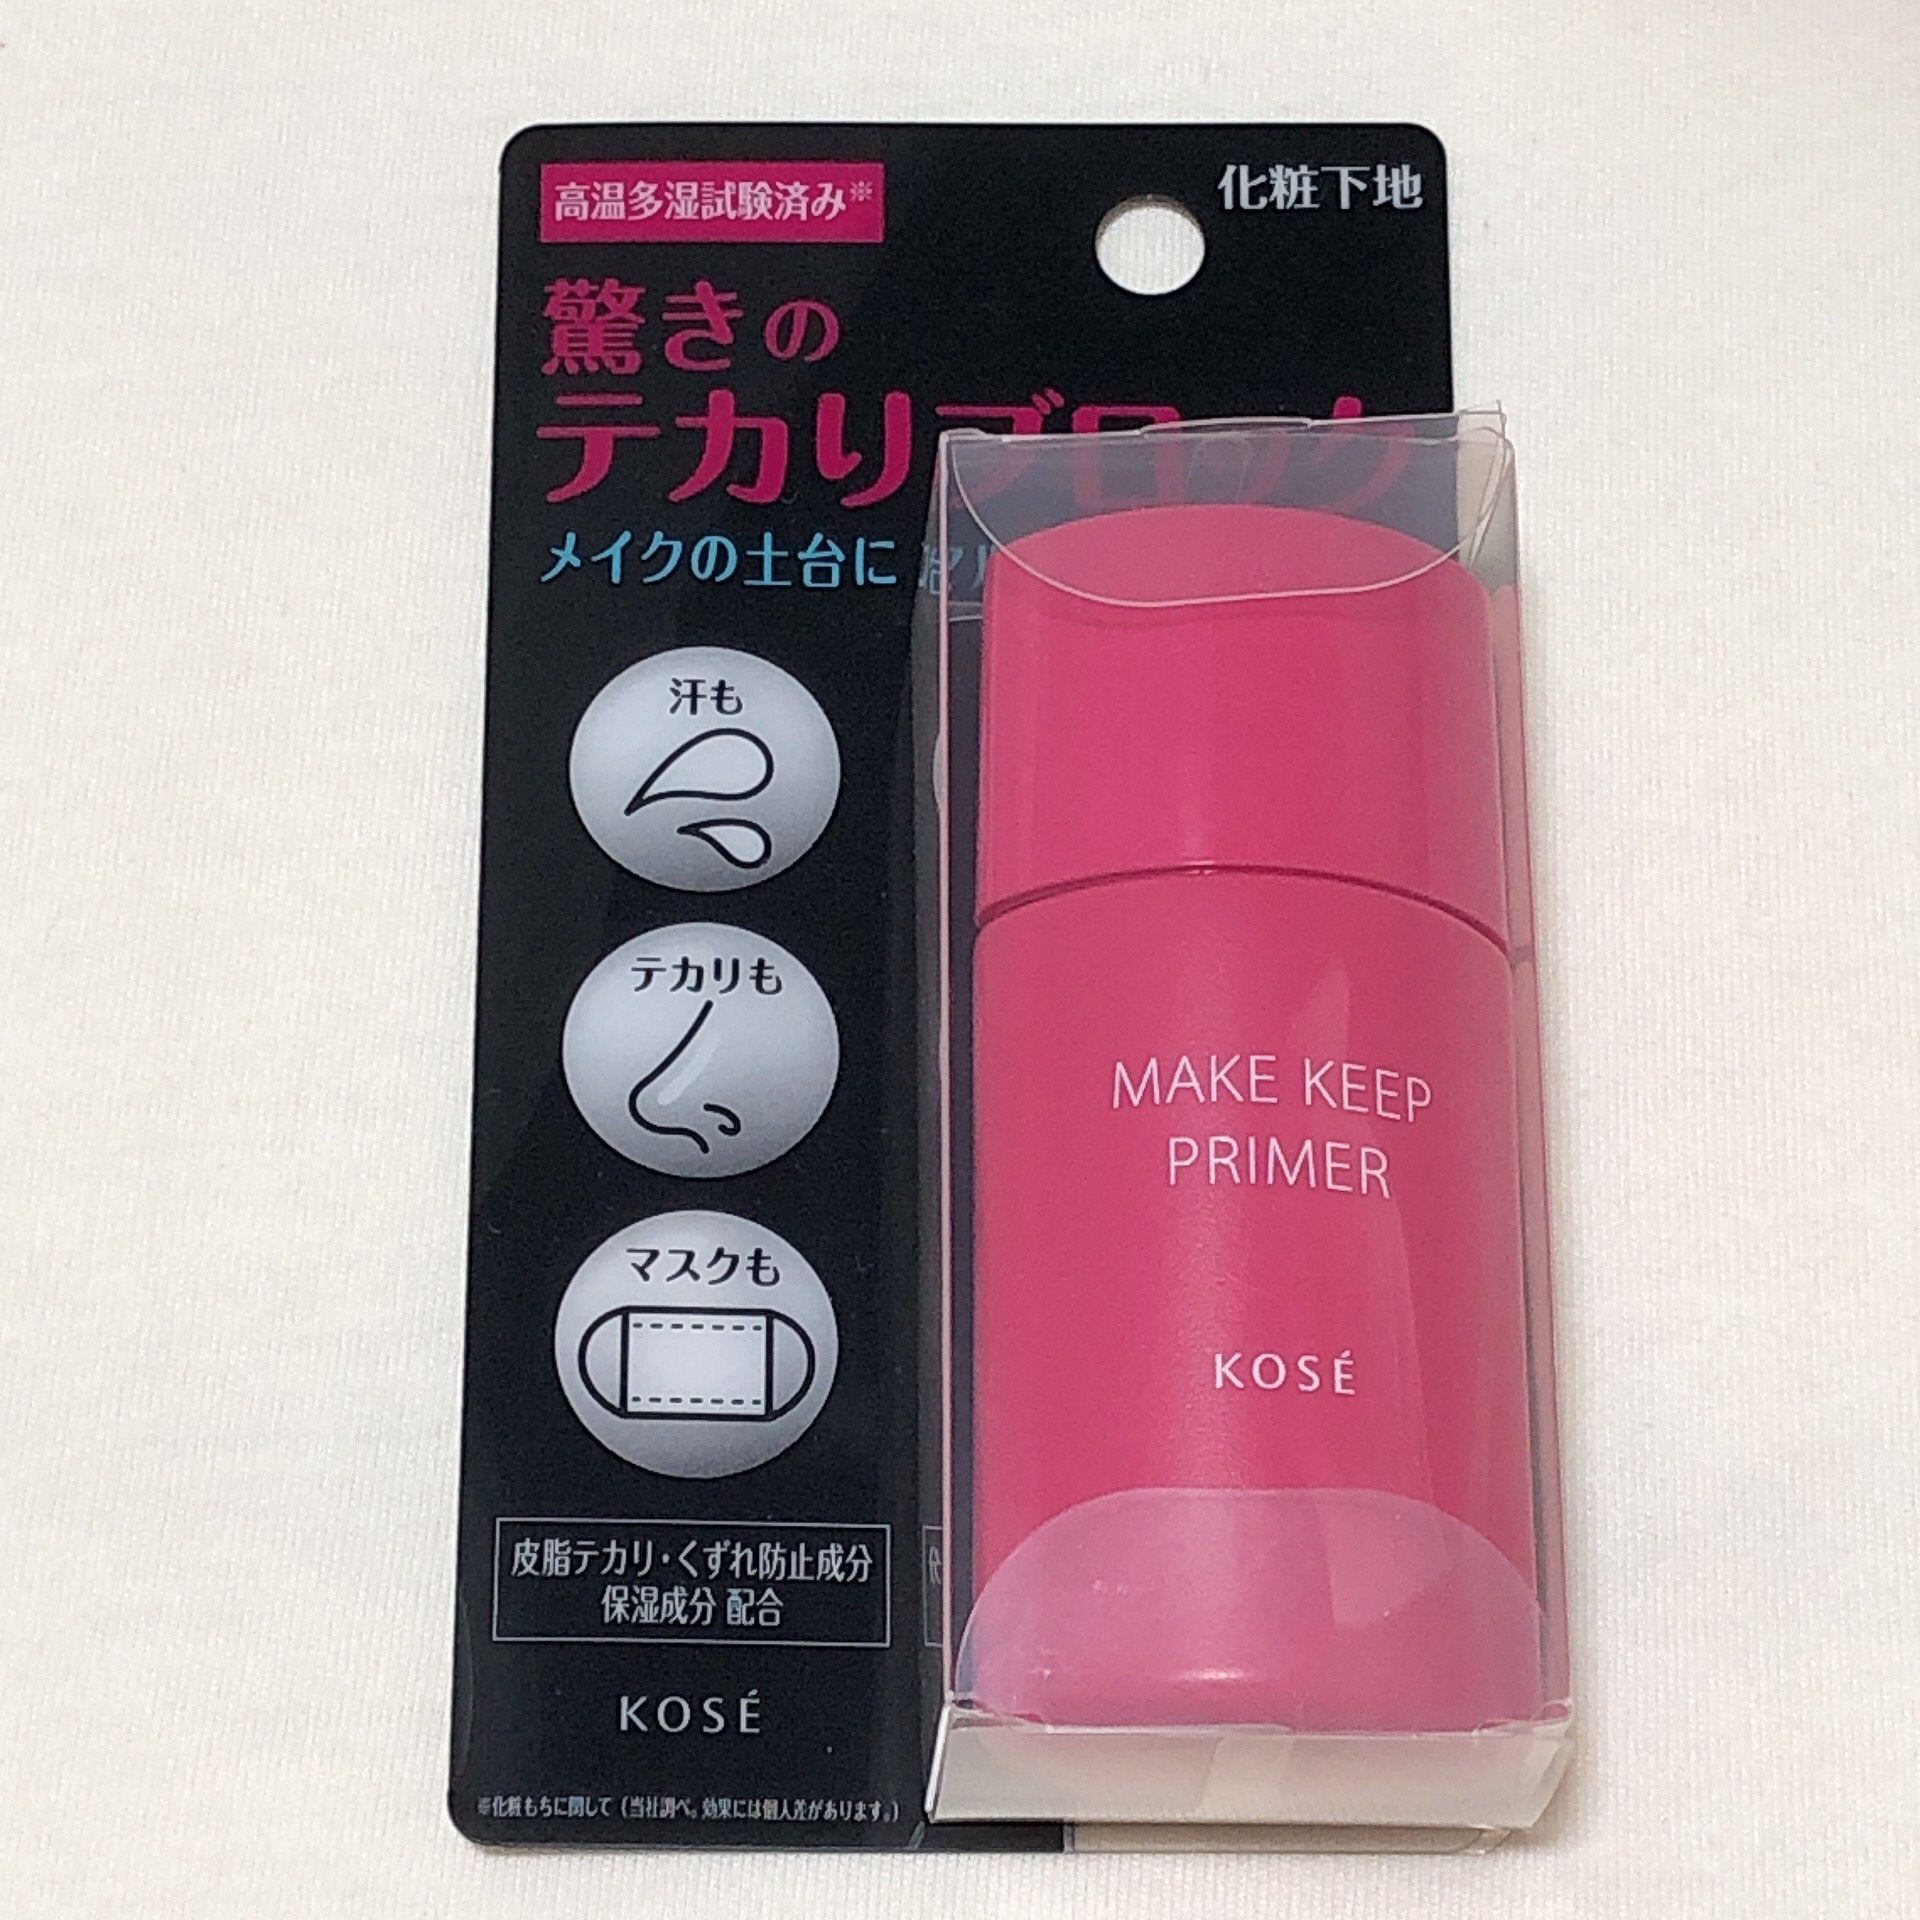 高温多湿試験済み※
化粧下地
驚きの
テカリブロック
メイクの土台に
汗も
テカリも
マスクも
MAKE KEEP
PRIMER
KOSÉ
皮脂テカリ・くずれ防止成分
保湿成分 配合
KOSÉ
※化粧もちに関して(当社調べ。効果には個人差があります。)